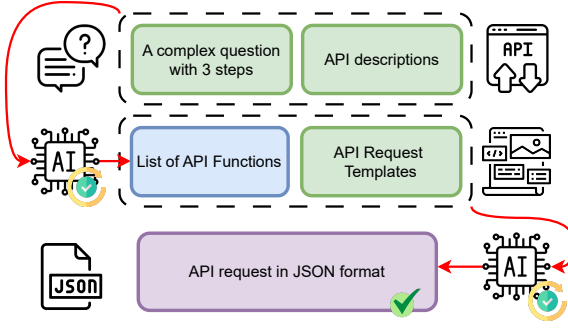 ?
A complex question
with 3 steps
API descriptions
API
AI
List of API Functions
API Request
Templates
</>
JSON
API request in JSON format
AI